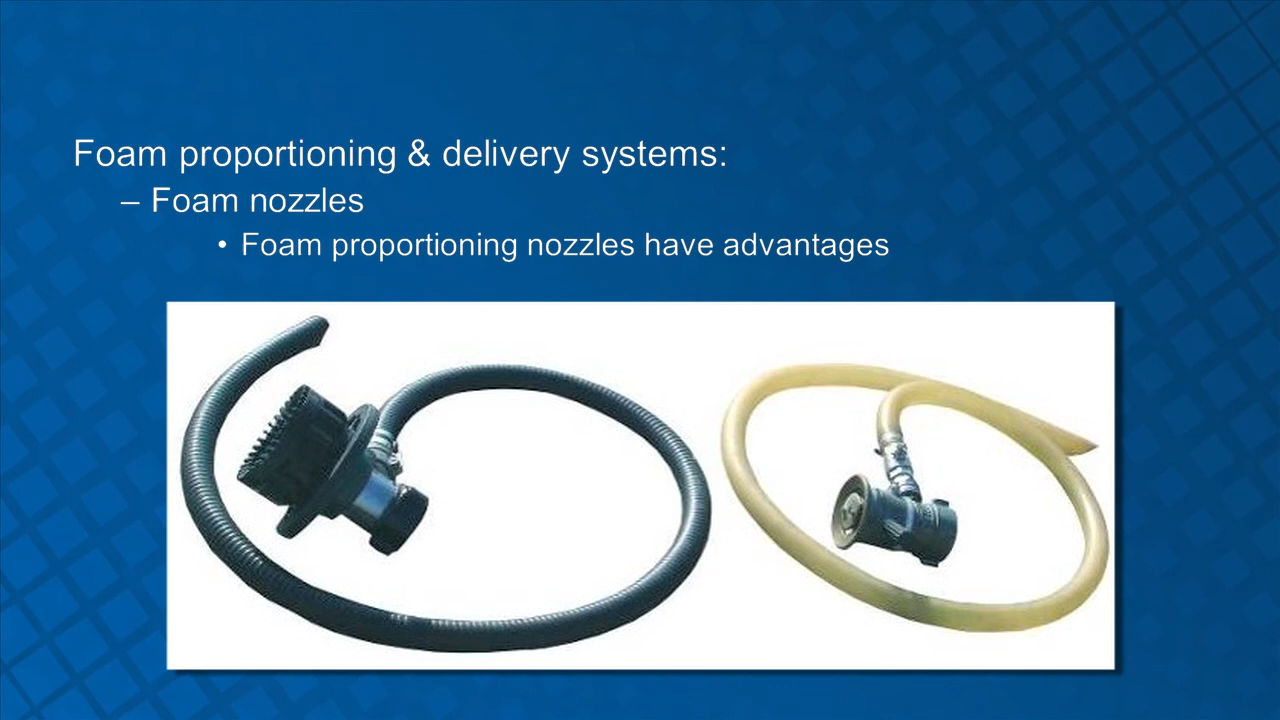 Foam proportioning & delivery systems:
– Foam nozzles
• Foam proportioning nozzles have advantages